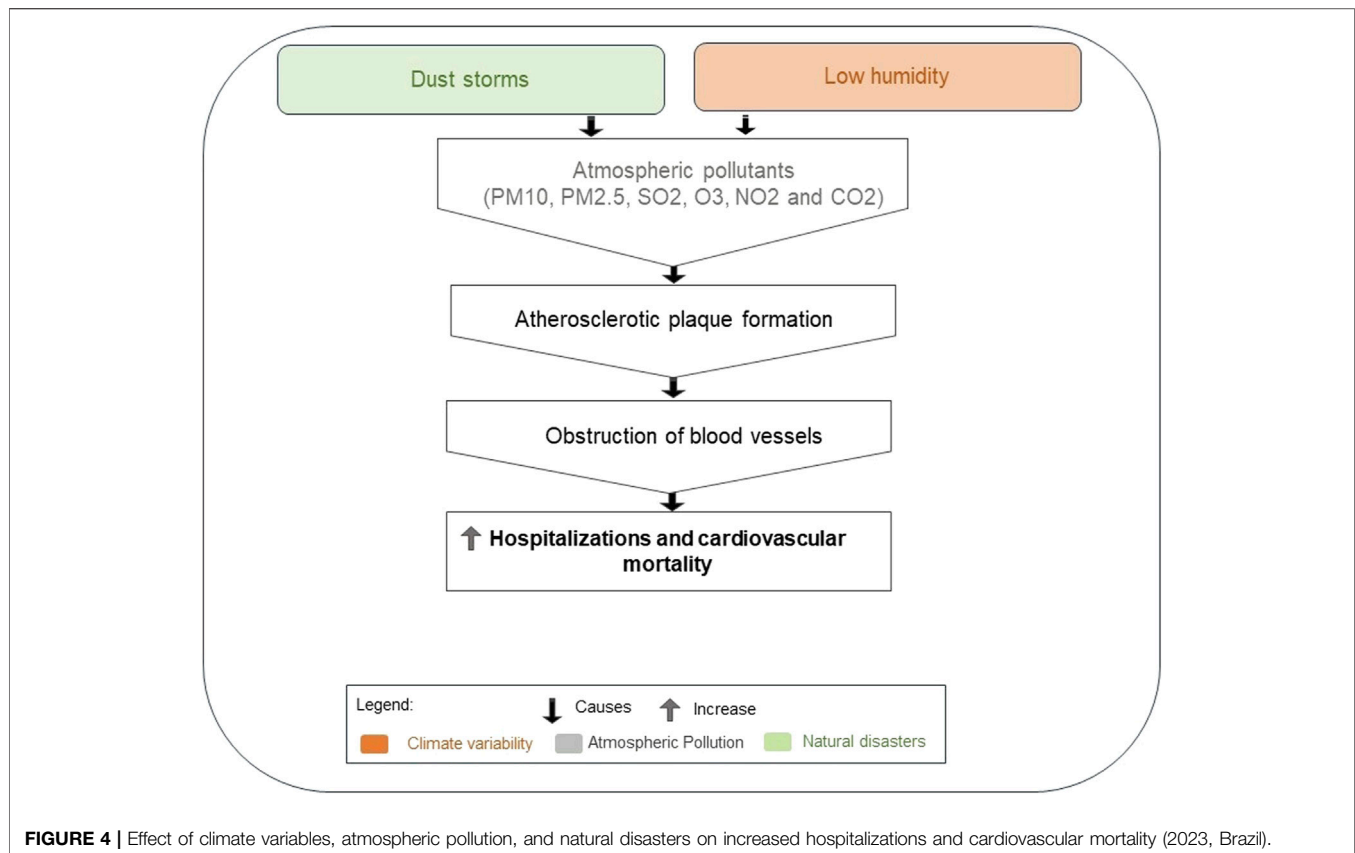 Dust storms
Low humidity
Atmospheric pollutants
(PM10, PM2.5, SO2, O3, NO2 and CO2)
Atherosclerotic plaque formation
Obstruction of blood vessels
Hospitalizations and cardiovascular
mortality
Legend:
Causes
Increase
Climate variability
Atmospheric Pollution
Natural disasters
FIGURE 4 | Effect of climate variables, atmospheric pollution, and natural disasters on increased hospitalizations and cardiovascular mortality (2023, Brazil).